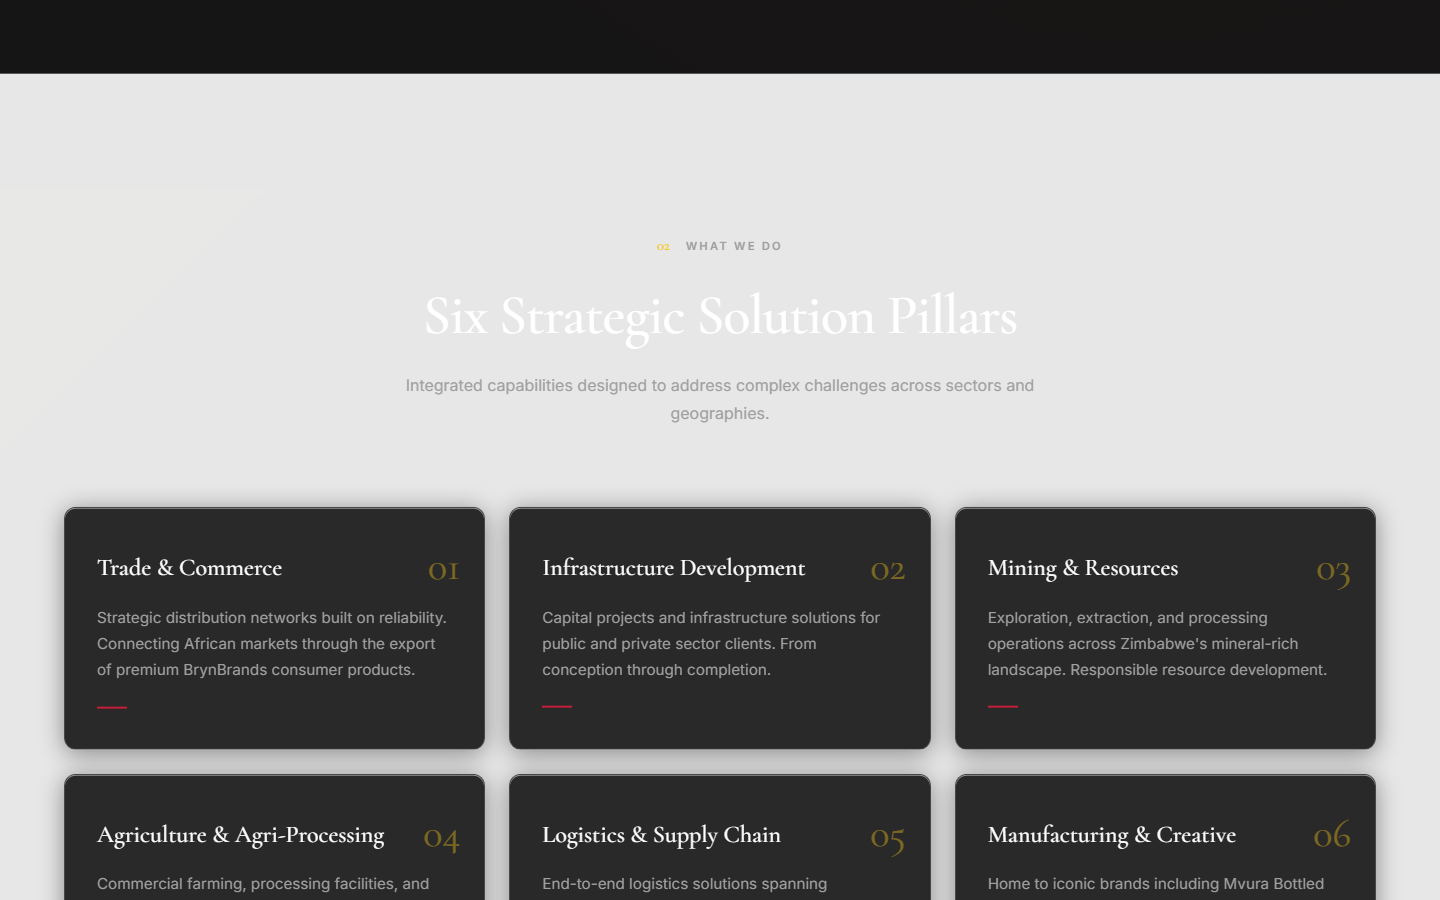 02 WHAT WE DO
Six Strategic Solution Pillars
Integrated capabilities designed to address complex challenges across sectors and
geographies.
Trade & Commerce 01
Strategic distribution networks built on reliability.
Connecting African markets through the export
of premium BrynBrands consumer products.
Infrastructure Development 02
Capital projects and infrastructure solutions for
public and private sector clients. From
conception through completion.
Mining & Resources 03
Exploration, extraction, and processing
operations across Zimbabwe's mineral-rich
landscape. Responsible resource development.
Agriculture & Agri-Processing 04
Commercial farming, processing facilities, and
Logistics & Supply Chain 05
End-to-end logistics solutions spanning
Manufacturing & Creative 06
Home to iconic brands including Mvura Bottled